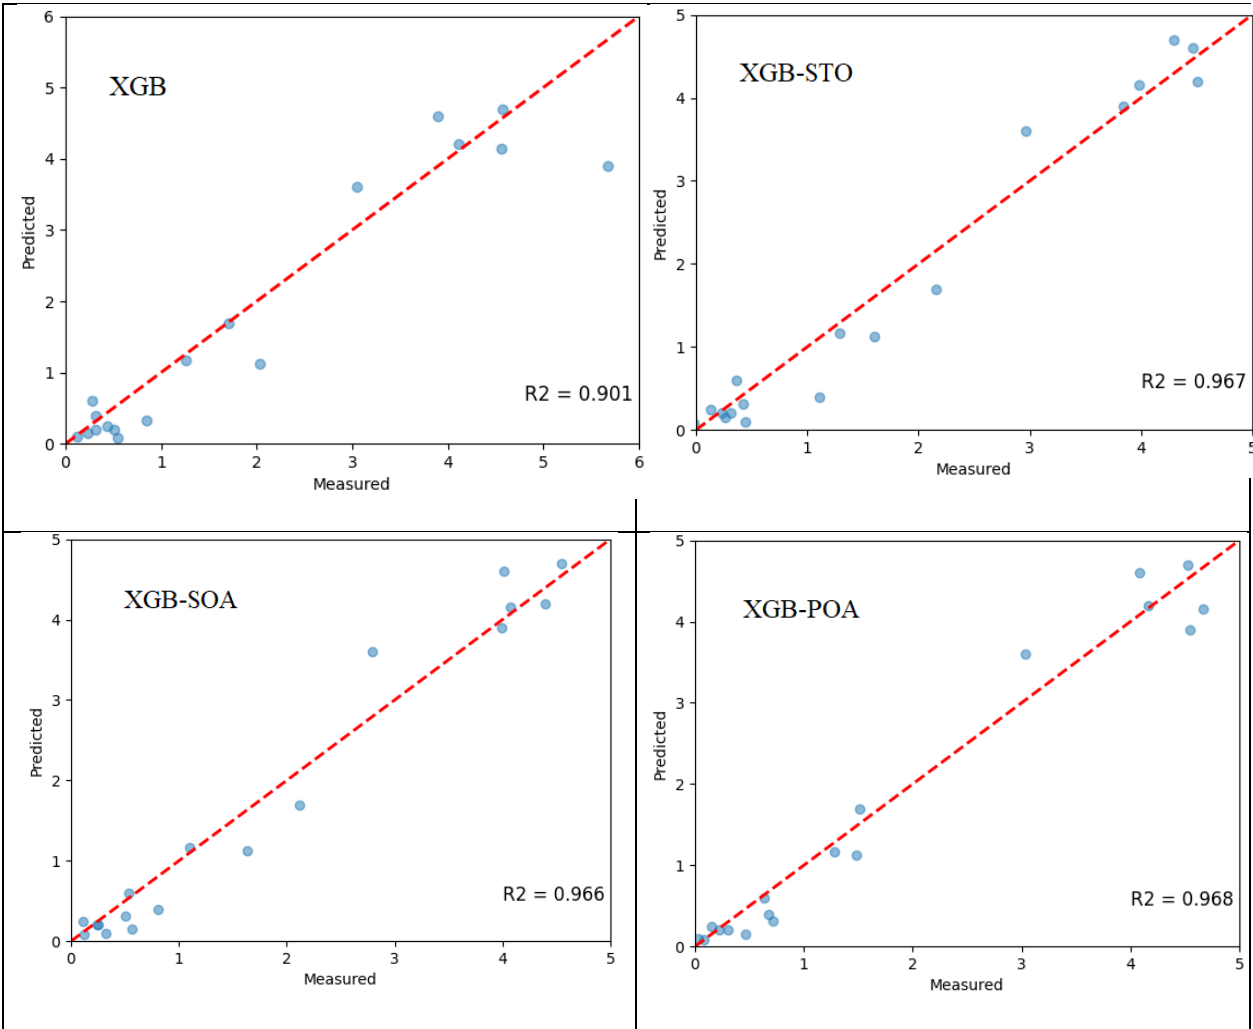 6
5
4
3
2
1
0
Predicted
XGB
R2 = 0.901
0 1 2 3 4 5 6
Measured
5
4
3
2
1
0
Predicted
XGB-STO
R2 = 0.967
0 1 2 3 4 5
Measured
5
4
3
2
1
0
Predicted
XGB-SOA
R2 = 0.966
0 1 2 3 4 5
Measured
5
4
3
2
1
0
Predicted
XGB-POA
R2 = 0.968
0 1 2 3 4 5
Measured